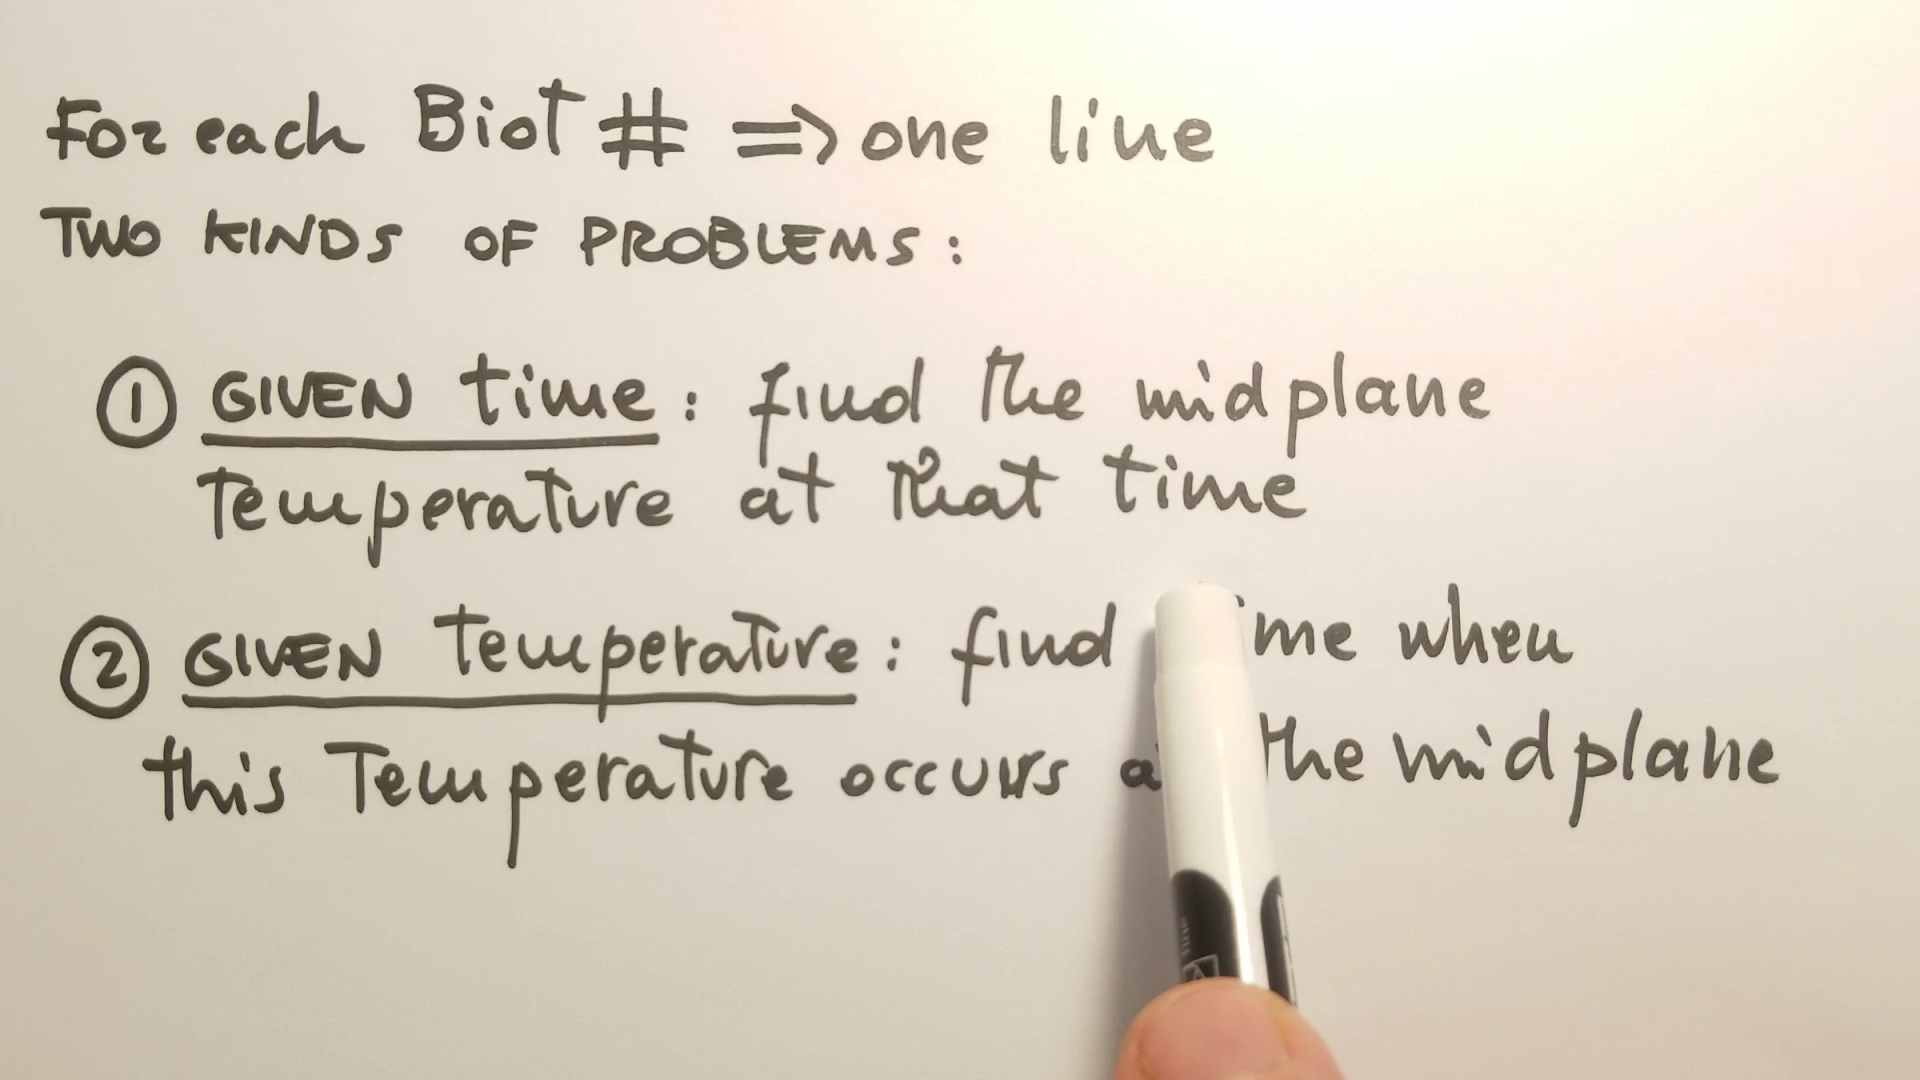 For each Biot # => one line
TWO KINDS OF PROBLEMS:
① GIVEN time: find the midplane
Temperature at that time
② GIVEN temperature: find when
this Temperature occurs the midplane